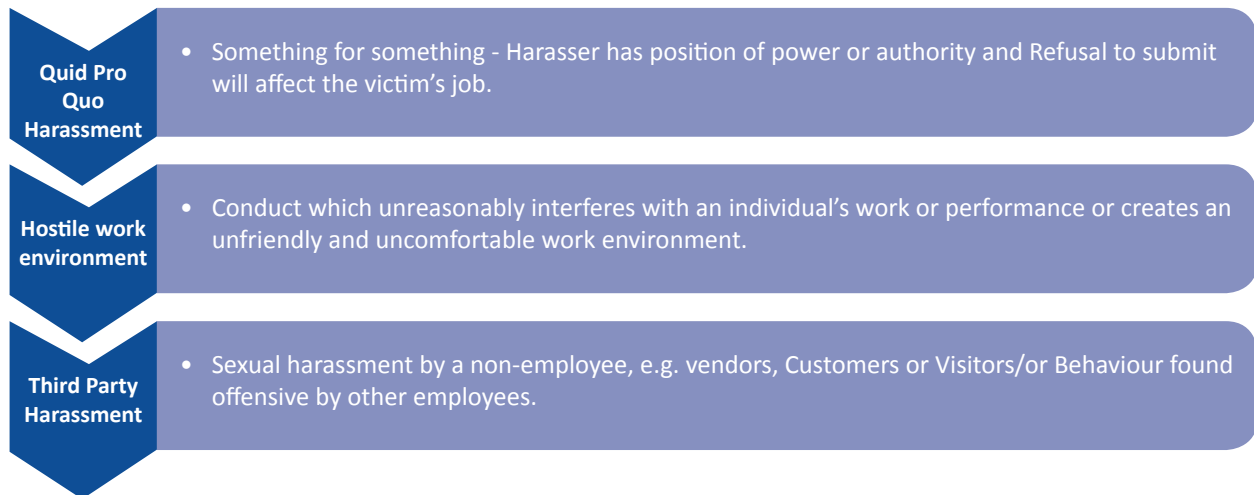 Quid Pro
Quo
Harassment
• Something for something - Harasser has position of power or authority and Refusal to submit
will affect the victim’s job.
Hostile work
environment
• Conduct which unreasonably interferes with an individual’s work or performance or creates an
unfriendly and uncomfortable work environment.
Third Party
Harassment
• Sexual harassment by a non-employee, e.g. vendors, Customers or Visitors/or Behaviour found
offensive by other employees.